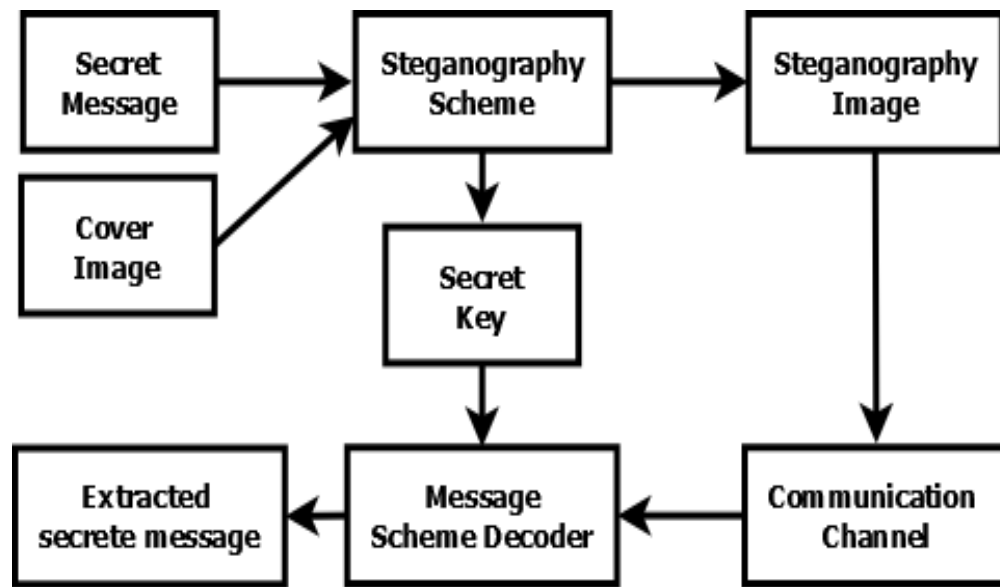 Secret
Message
Steganography
Scheme
Steganography
Image
Cover
Image
Secret
Key
Extracted
secrete message
Message
Scheme Decoder
Communication
Channel